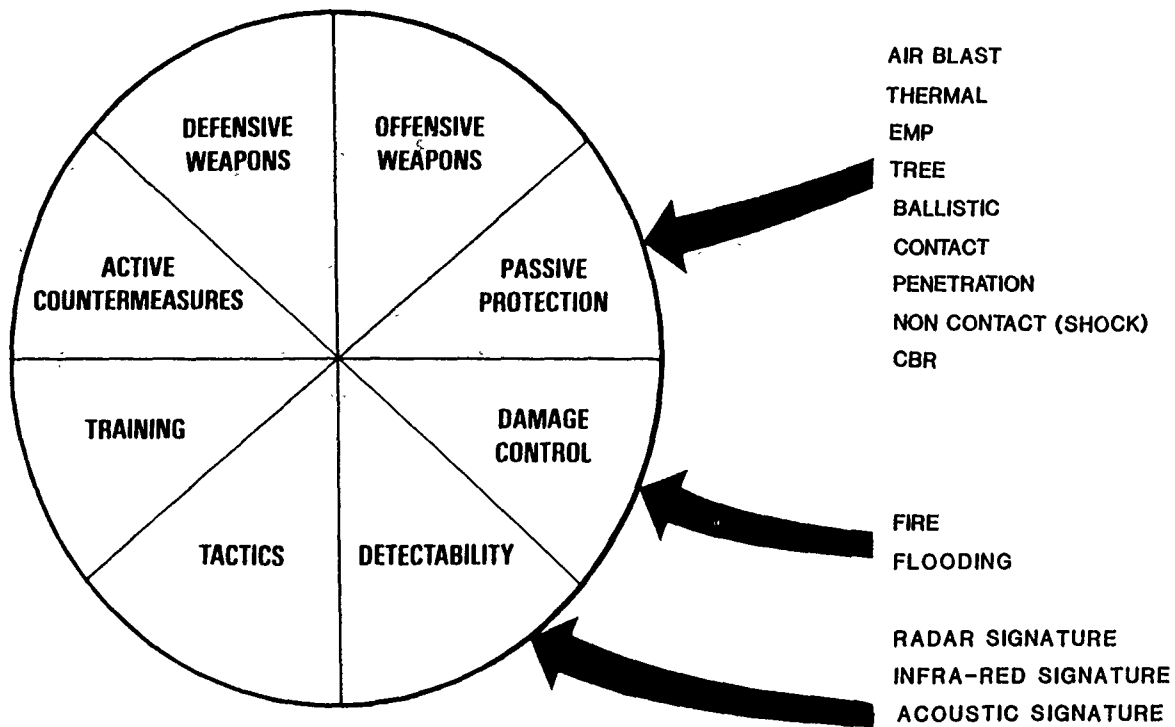 DEFENSIVE
WEAPONS
OFFENSIVE
WEAPONS
ACTIVE
COUNTERMEASURES
PASSIVE
PROTECTION
TRAINING
DAMAGE
CONTROL
TACTICS
DETECTABILITY
AIR BLAST
THERMAL
EMP
TREE
BALLISTIC
CONTACT
PENETRATION
NON CONTACT (SHOCK)
CBR
FIRE
FLOODING
RADAR SIGNATURE
INFRA-RED SIGNATURE
ACOUSTIC SIGNATURE